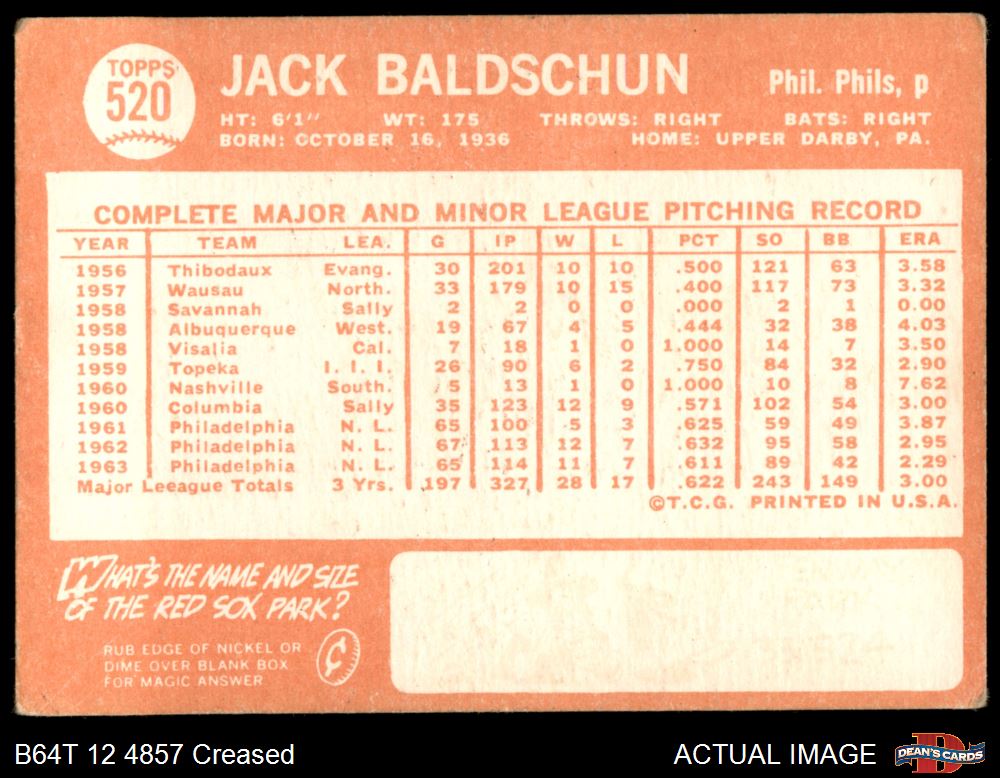 TOPPS
520
JACK BALDSCHUN
Phil. Phils, p
HT: 6'1" WT: 175 THROWS: RIGHT BATS: RIGHT
BORN: OCTOBER 16, 1936 HOME: UPPER DARBY, PA.
COMPLETE MAJOR AND MINOR LEAGUE PITCHING RECORD
YEAR TEAM LEA. G IP W L PCT SO BB ERA
1956 Thibodaux Evang. 30 201 10 10 .500 121 63 3.58
1957 Wausau North. 33 179 10 15 .400 117 73 3.32
1958 Savannah Sally 2 2 0 0 .000 2 1 0.00
1958 Albuquerque West. 19 67 4 5 .444 32 38 4.03
1958 Visalia Cal. 7 18 1 0 1.000 14 7 3.50
1959 Topeka I. I. I. 26 90 6 2 .750 84 32 2.90
1960 Nashville South. 5 13 1 0 1.000 10 8 7.62
1960 Columbia Sally 35 123 12 9 .571 102 54 3.00
1961 Philadelphia N. L. 65 100 5 3 .625 59 49 3.87
1962 Philadelphia N. L. 67 113 12 7 .632 95 58 2.95
1963 Philadelphia N. L. 65 114 11 7 .611 89 42 2.29
Major Leeague Totals 3 Yrs. 197 327 28 17 .622 243 149 3.00
©T.C.G. PRINTED IN U.S.A.
WHAT'S THE NAME AND SIZE
OF THE RED SOX PARK?
RUB EDGE OF NICKEL OR
DIME OVER BLANK BOX
FOR MAGIC ANSWER
¢
B64T 12 4857 Creased
ACTUAL IMAGE
DEAN'S CARDS